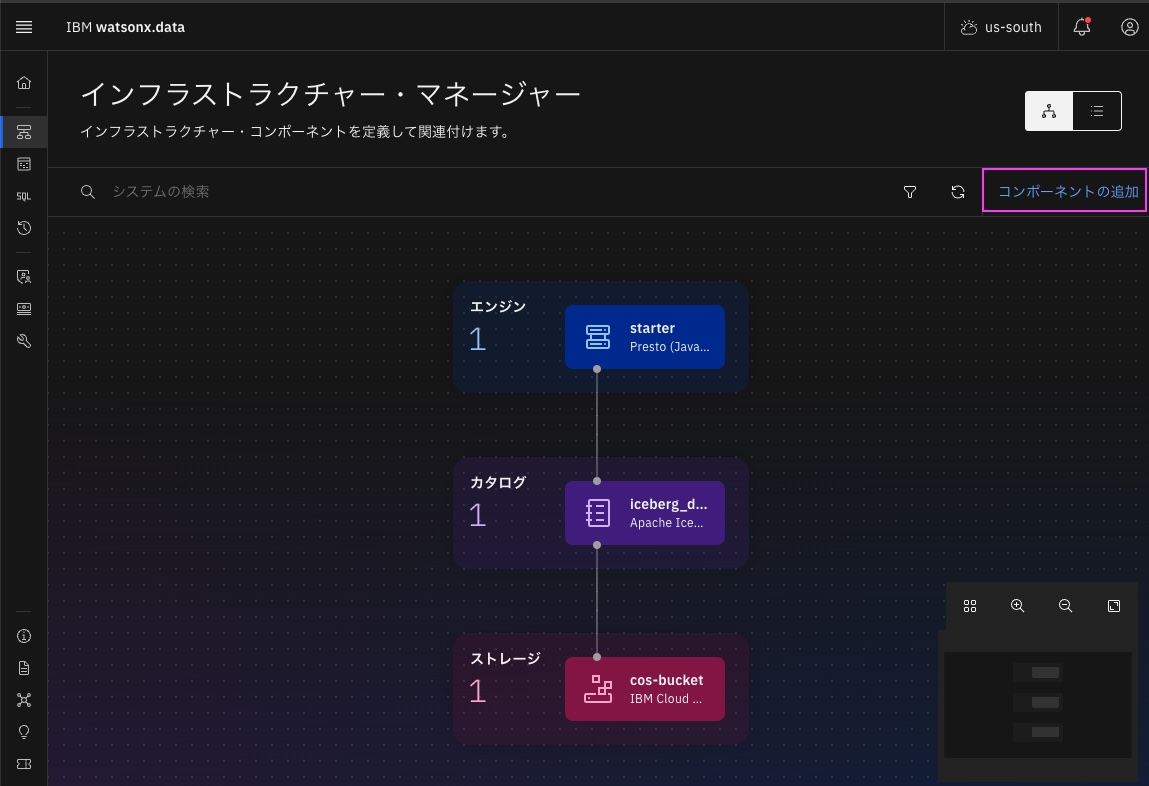 IBM watsonx.data
us-south
インフラストラクチャー・マネージャー
インフラストラクチャー・コンポーネントを定義して関連付けます。
システムの検索
コンポーネントの追加
SQL
エンジン
1
starter
Presto (Java...
カタログ
1
iceberg_d...
Apache Ice...
ストレージ
1
cos-bucket
IBM Cloud ...